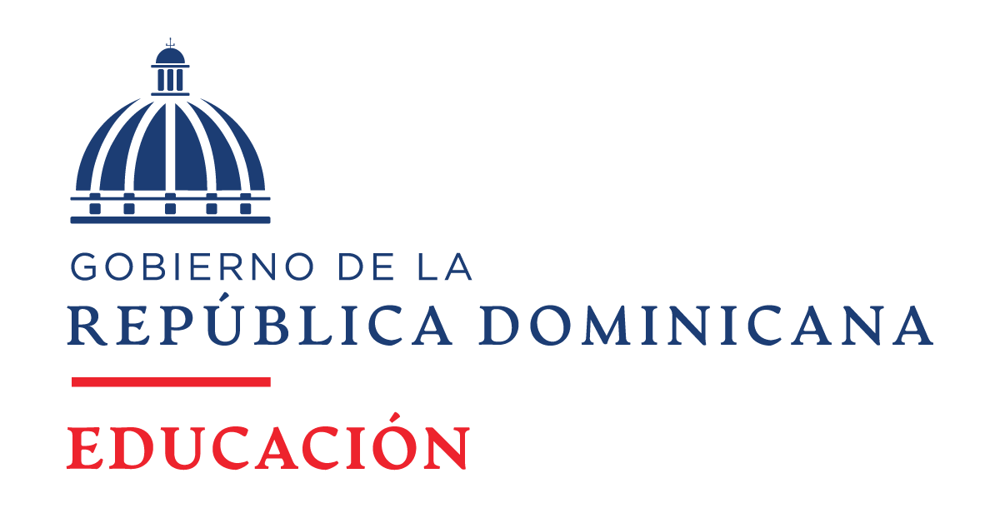 GOBIERNO DE LA
REPÚBLICA DOMINICANA
EDUCACIÓN